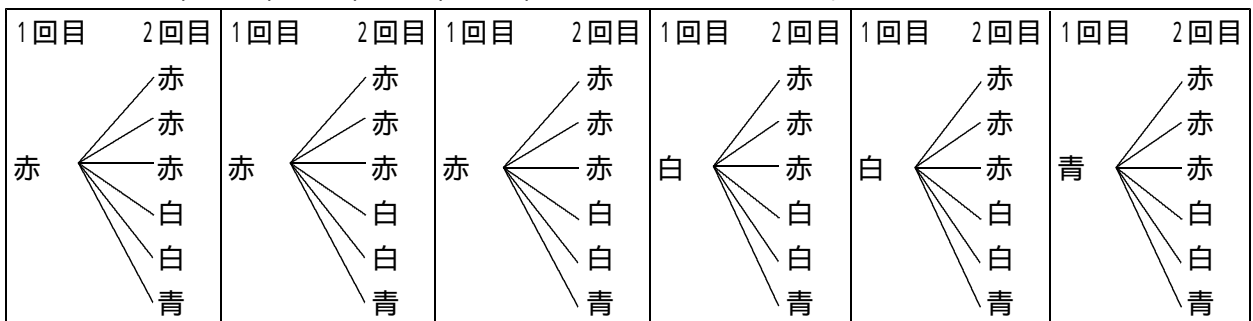 1回目 2回目 1回目 2回目 1回目 2回目 1回目 2回目 1回目 2回目 1回目 2回目
赤 赤 赤 赤 赤 赤
赤 赤 赤 赤 赤 赤
赤 赤 赤 赤 赤 赤 白 赤 白 赤 青 赤
白 白 白 白 白 白
白 白 白 白 白 白
青 青 青 青 青 青